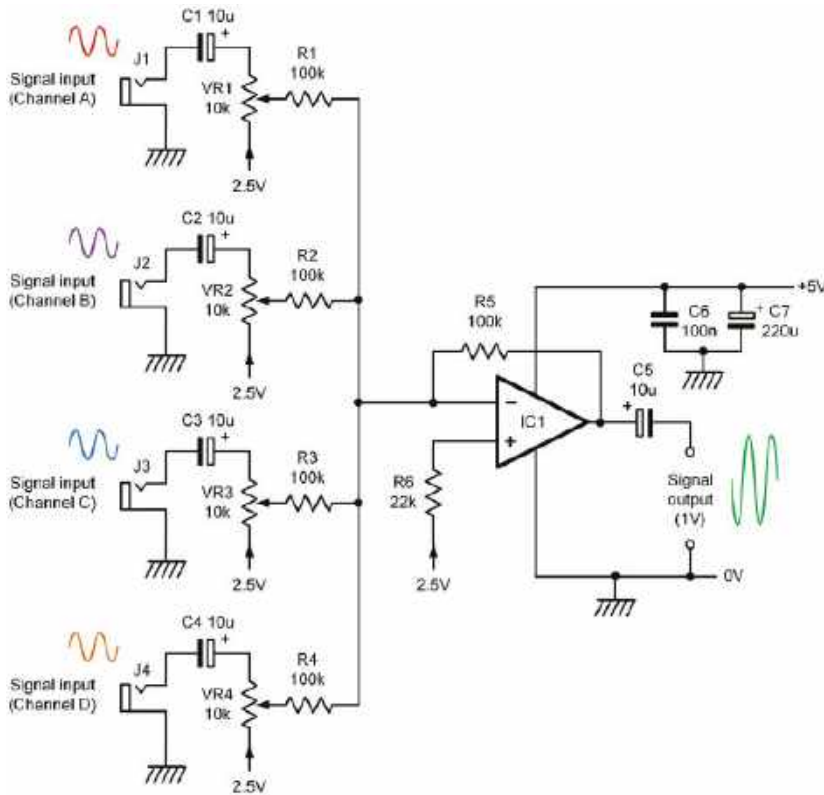 C1 10u
+
J1
R1
100k
Signal input
(Channel A)
VR1
10k
2.5V
C2 10u
+
J2
R2
100k
Signal input
(Channel B)
VR2
10k
2.5V
R5
100k
+5V
C6
100n
+ C7
220u
C5
10u
+
−
IC1
+
C3 10u
+
J3
R3
100k
Signal input
(Channel C)
VR3
10k
2.5V
R6
22k
2.5V
Signal
output
(1V)
0V
C4 10u
+
J4
R4
100k
Signal input
(Channel D)
VR4
10k
2.5V